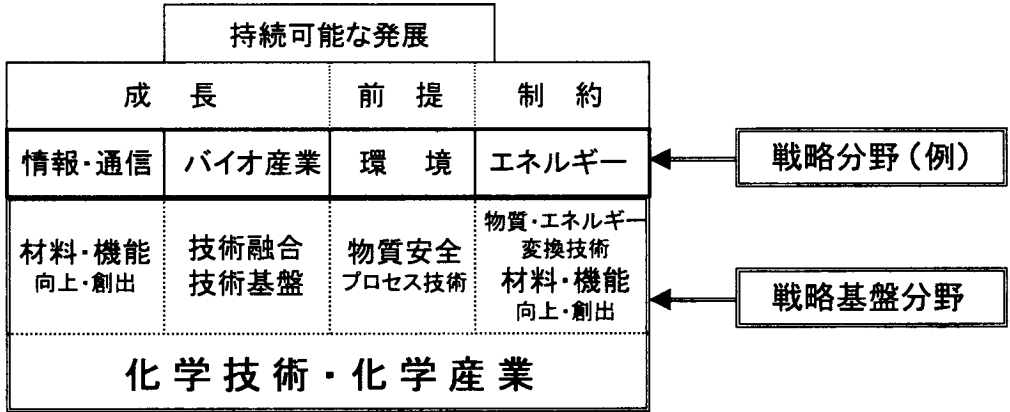 持続可能な発展
成長 前提 制約
情報・通信 バイオ産業 環境 エネルギー
戦略分野（例）
材料・機能
向上・創出
技術融合
技術基盤
物質安全
プロセス技術
物質・エネルギー
変換技術
材料・機能
向上・創出
戦略基盤分野
化学技術・化学産業